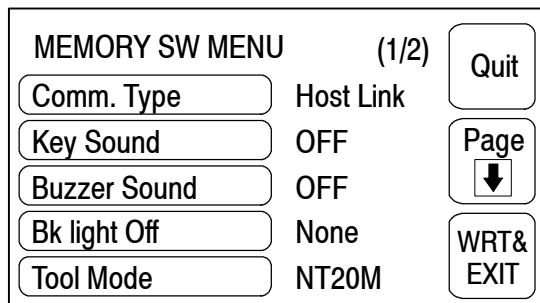 MEMORY SW MENU (1/2)
Quit
Comm. Type Host Link
Key Sound OFF
Page
Buzzer Sound OFF
Bk light Off None
WRT&
EXIT
Tool Mode NT20M